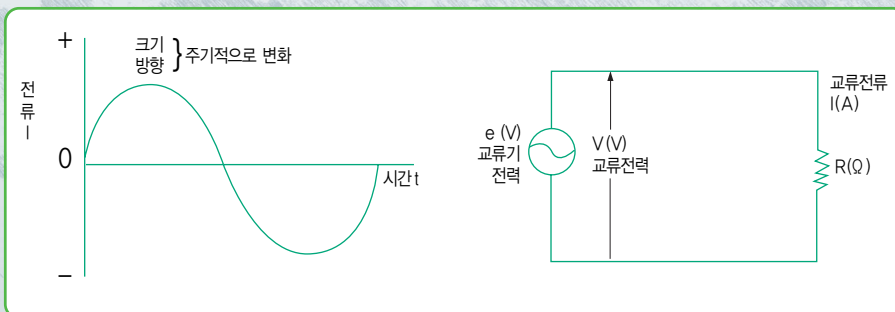 +
크기
방향
} 주기적으로 변화
전
류
I
0
시간 t
−
e (V)
교류기
전력
V(V)
교류전력
교류전류
I(A)
R(Ω)